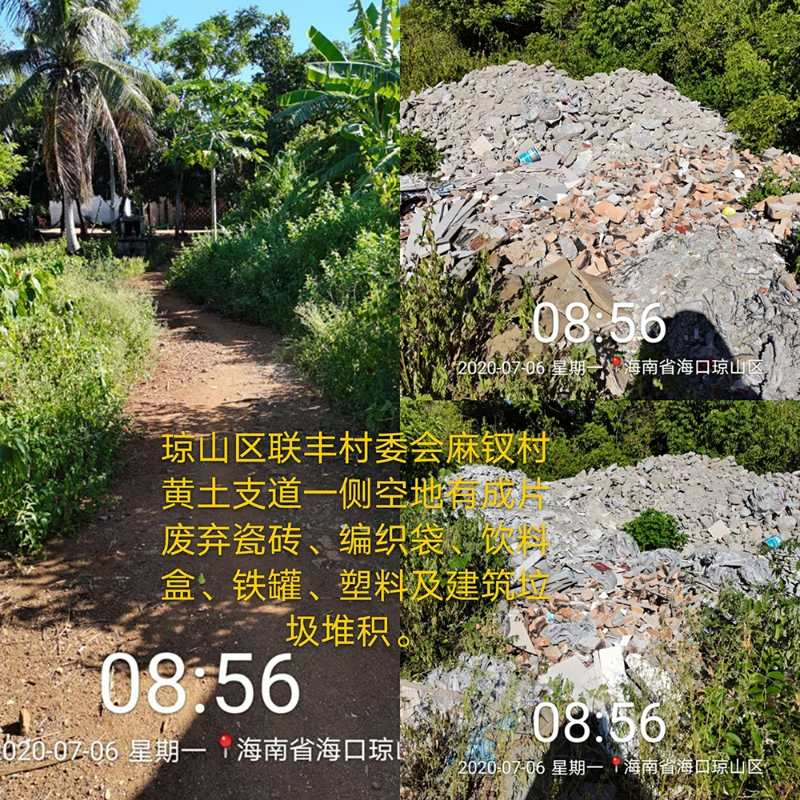 08:56
2020-07-06 星期一 海南省海口琼山区
琼山区联丰村委会麻钗村
黄土支道一侧空地有成片
废弃瓷砖、编织袋、饮料
盒、铁罐、塑料及建筑垃
圾堆积。
08:56
020-07-06 星期一 海南省海口琼
08:56
2020-07-06 星期一 海南省海口琼山区